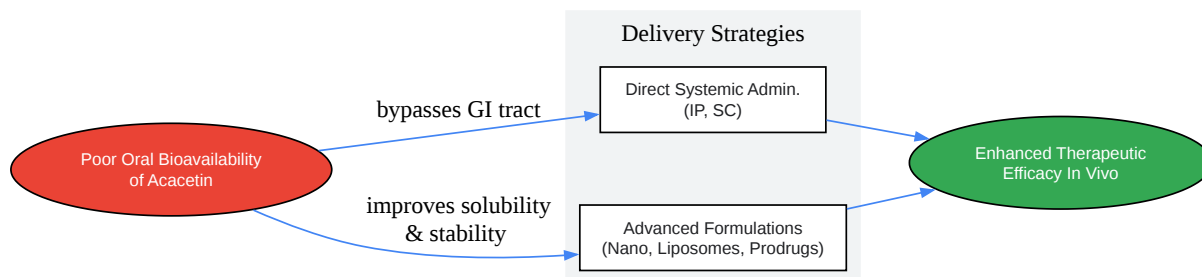 Delivery Strategies
Poor Oral Bioavailability
of Acacetin
bypasses GI tract
Direct Systemic Admin.
(IP, SC)
improves solubility
& stability
Advanced Formulations
(Nano, Liposomes, Prodrugs)
Enhanced Therapeutic
Efficacy In Vivo